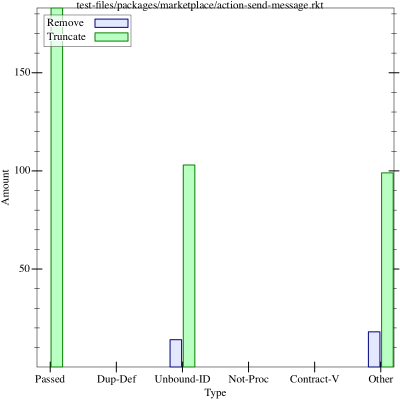 test-files/packages/marketplace/action-send-message.rkt
Remove
Truncate
150
100
50
Amount
Passed Dup-Def Unbound-ID Not-Proc Contract-V Other
Type